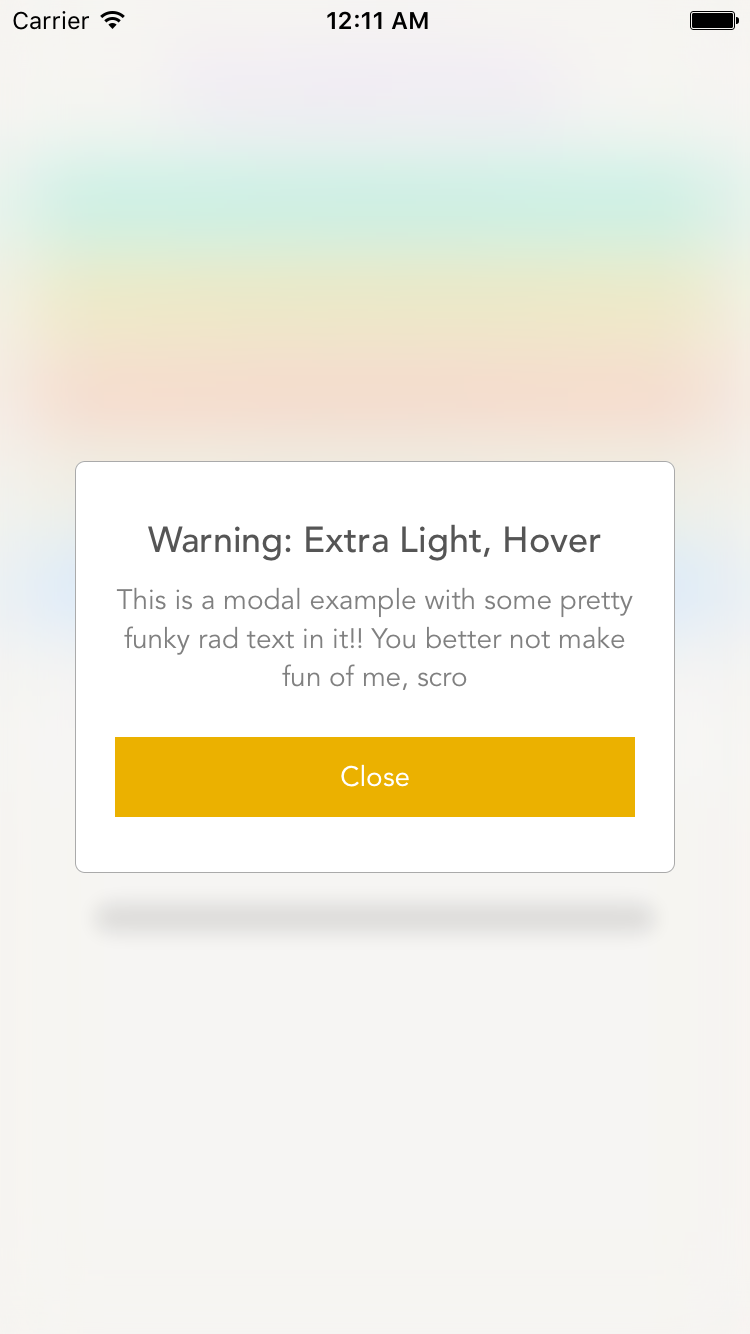 Carrier 12:11 AM
Warning: Extra Light, Hover
This is a modal example with some pretty
funky rad text in it!! You better not make
fun of me, scro
Close